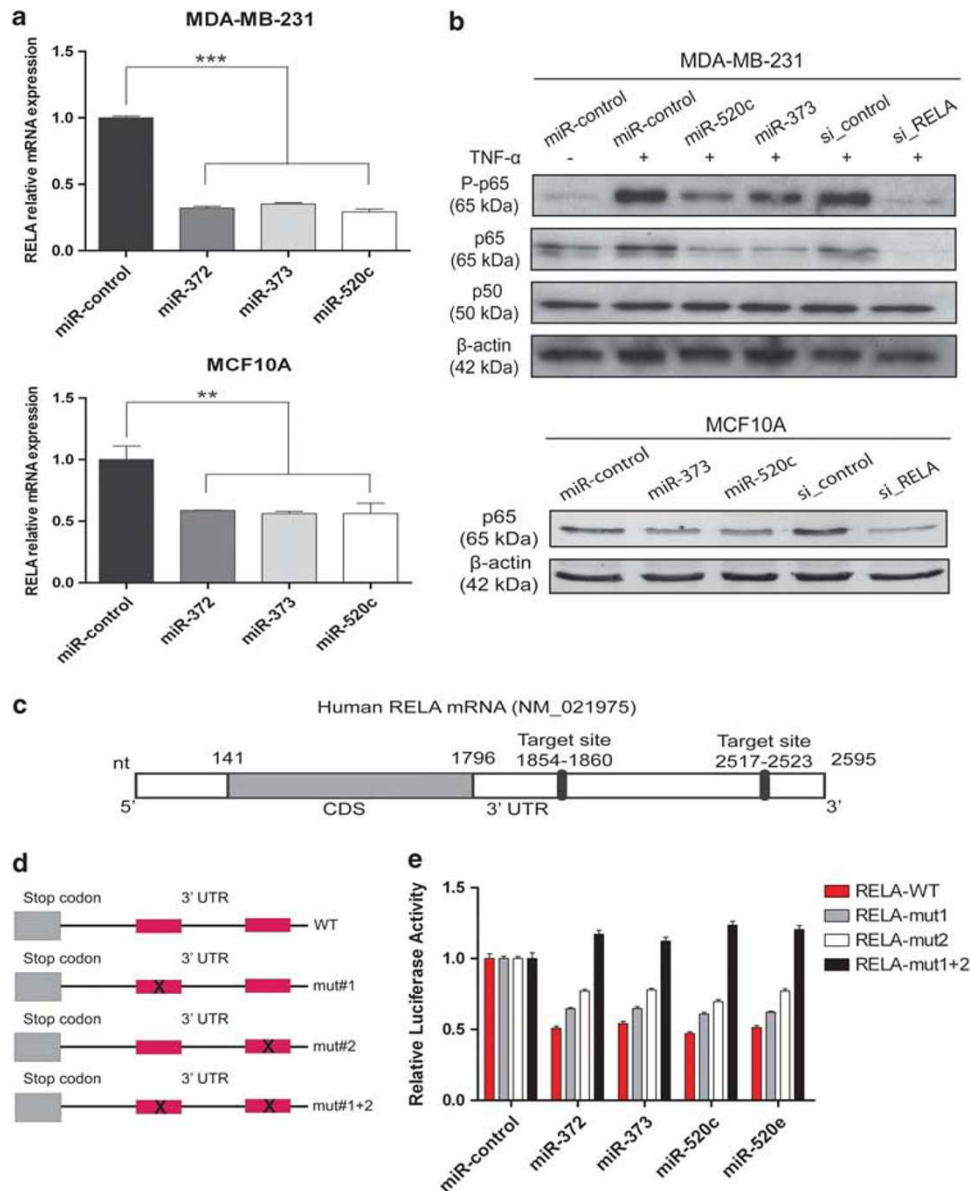 a
MDA-MB-231
RELA relative mRNA expression
1.5
1.0
0.5
0.0
***
miR-control
miR-372
miR-373
miR-520c
MCF10A
RELA relative mRNA expression
1.5
1.0
0.5
0.0
**
miR-control
miR-372
miR-373
miR-520c
b
MDA-MB-231
miR-control miR-control miR-520c miR-373 si_control si_RELA
TNF-α - + + + + +
P-p65
(65 kDa)
p65
(65 kDa)
p50
(50 kDa)
β-actin
(42 kDa)
MCF10A
miR-control miR-373 miR-520c si_control si_RELA
p65
(65 kDa)
β-actin
(42 kDa)
c
Human RELA mRNA (NM_021975)
Target site
1854-1860
Target site
2517-2523
nt 141 1796 2595
5' CDS 3' UTR 3'
d
Stop codon 3' UTR
WT
Stop codon 3' UTR
X mut#1
Stop codon 3' UTR
X mut#2
Stop codon 3' UTR
X X mut#1+2
e
Relative Luciferase Activity
1.5
1.0
0.5
0.0
miR-control
miR-372
miR-373
miR-520c
miR-520e
RELA-WT
RELA-mut1
RELA-mut2
RELA-mut1+2